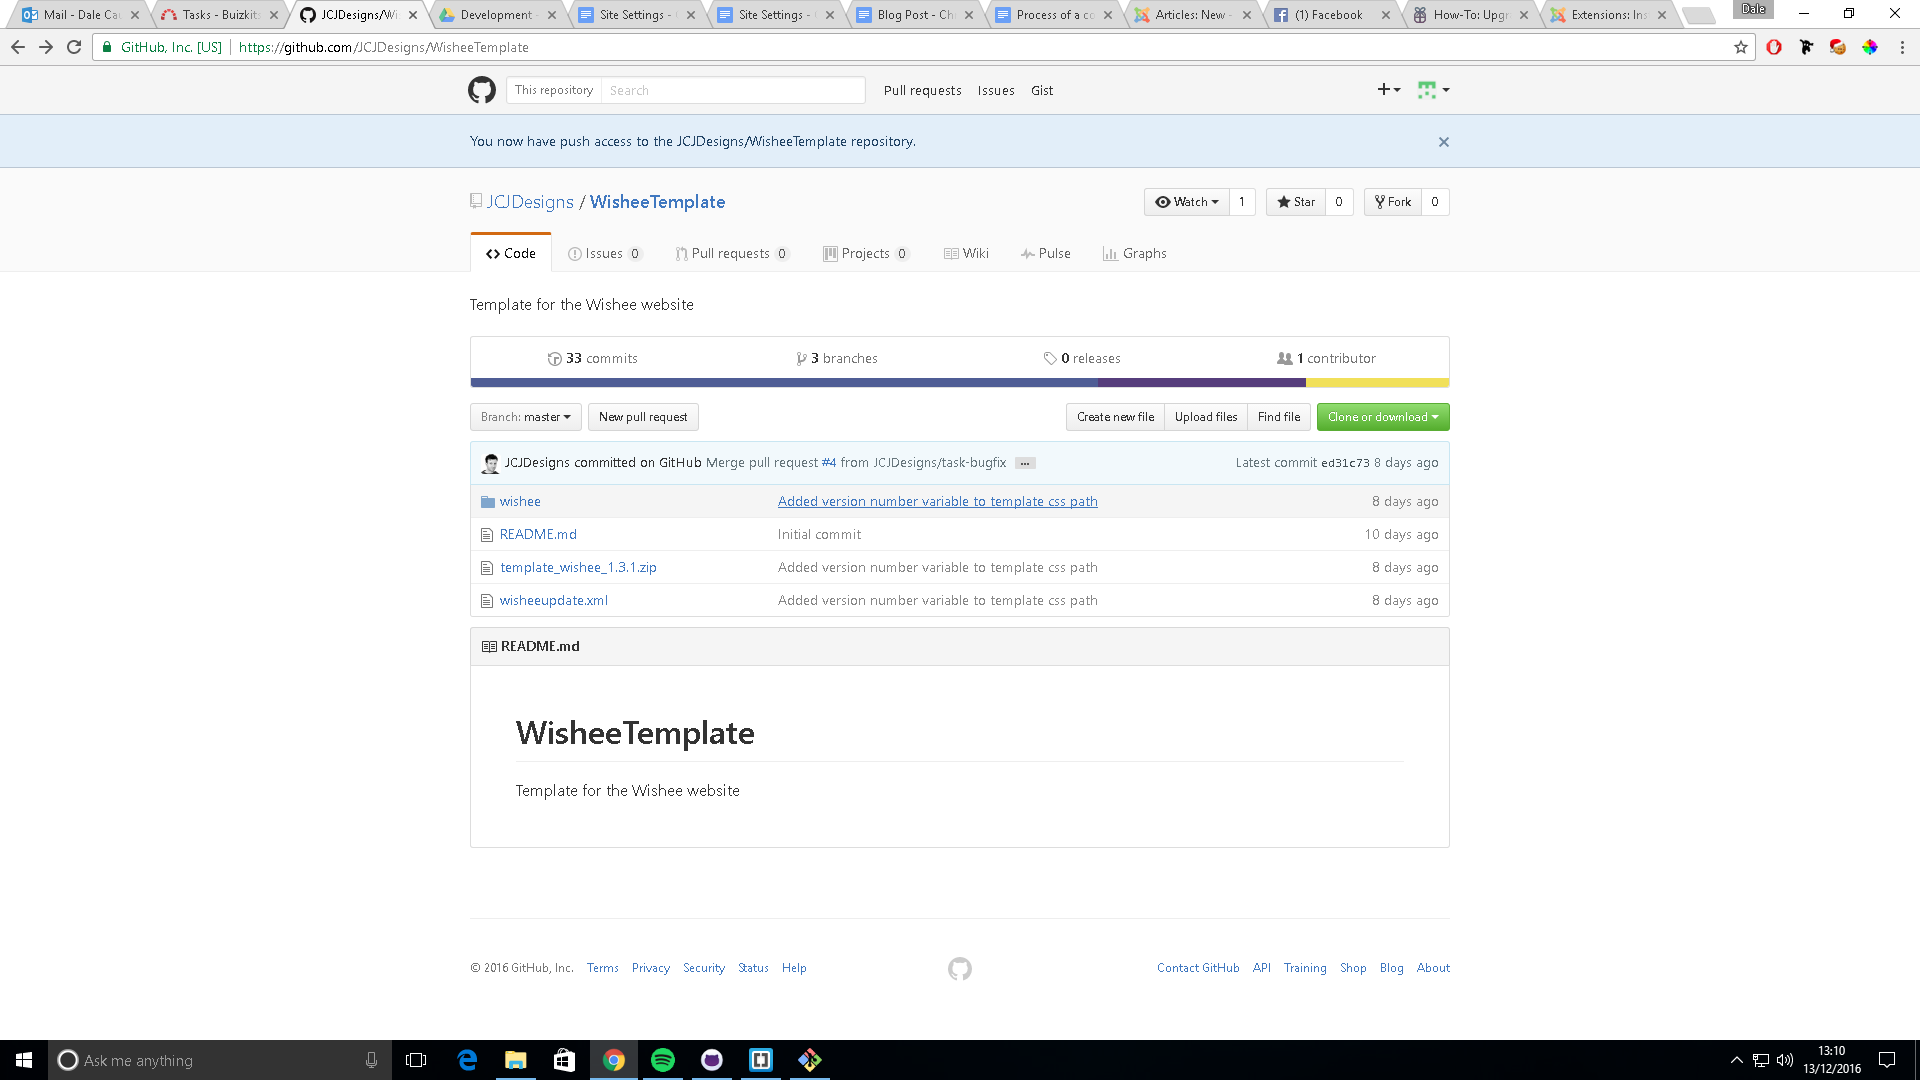 Mail - Dale Cau Tasks - Buizkit JCJDesigns/Wi Development - Site Settings - Site Settings - Blog Post - Ch Process of a co Articles: New - (1) Facebook How-To: Upgr Extensions: Ins Dale
GitHub, Inc. [US] https://github.com/JCJDesigns/WisheeTemplate
This repository Search Pull requests Issues Gist
You now have push access to the JCJDesigns/WisheeTemplate repository.
JCJDesigns / WisheeTemplate Watch 1 Star 0 Fork 0
Code Issues 0 Pull requests 0 Projects 0 Wiki Pulse Graphs
Template for the Wishee website
33 commits 3 branches 0 releases 1 contributor
Branch: master New pull request Create new file Upload files Find file Clone or download
JCJDesigns committed on GitHub Merge pull request #4 from JCJDesigns/task-bugfix ... Latest commit ed31c73 8 days ago
wishee Added version number variable to template css path 8 days ago
README.md Initial commit 10 days ago
template_wishee_1.3.1.zip Added version number variable to template css path 8 days ago
wisheeupdate.xml Added version number variable to template css path 8 days ago
README.md
WisheeTemplate
Template for the Wishee website
© 2016 GitHub, Inc. Terms Privacy Security Status Help Contact GitHub API Training Shop Blog About
Ask me anything
13:10
13/12/2016